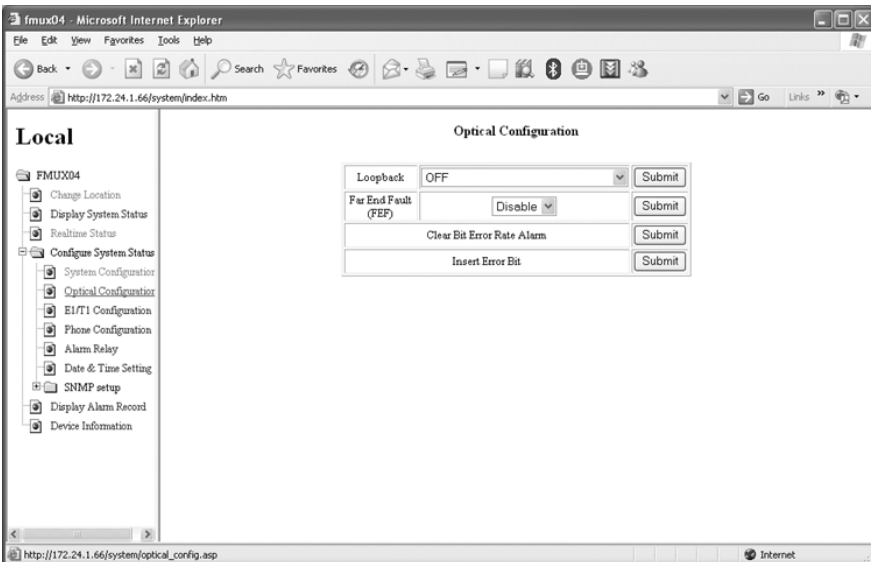 fmux04 - Microsoft Internet Explorer
File Edit View Favorites Tools Help
Back Search Favorites
Address http://172.24.1.66/system/index.htm Go Links »
Local
FMUX04
Change Location
Display System Status
Realtime Status
Configure System Status
System Configuration
Optical Configuration
E1/T1 Configuration
Phone Configuration
Alarm Relay
Date & Time Setting
SNMP setup
Display Alarm Record
Device Information
Optical Configuration
Loopback OFF Submit
Far End Fault
(FEF) Disable Submit
Clear Bit Error Rate Alarm Submit
Insert Error Bit Submit
http://172.24.1.66/system/optical_config.asp Internet